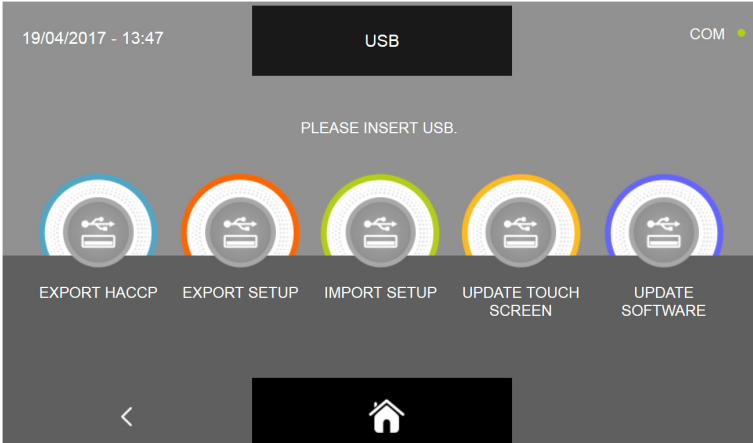 19/04/2017 - 13:47
USB
COM
PLEASE INSERT USB.
EXPORT HACCP
EXPORT SETUP
IMPORT SETUP
UPDATE TOUCH
SCREEN
UPDATE
SOFTWARE